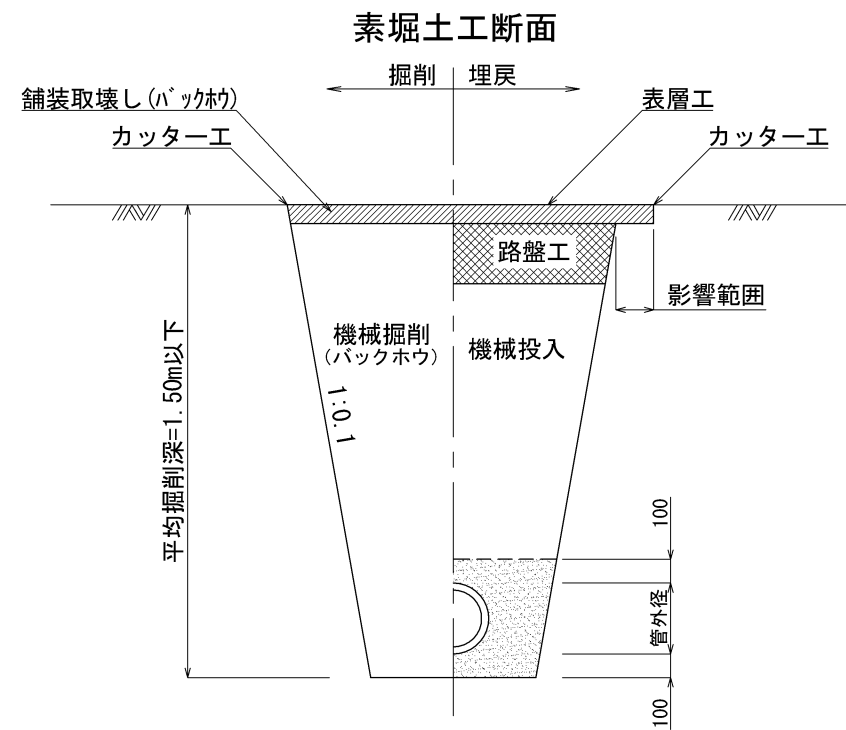 素堀土工断面
掘削 埋戻
舗装取壊し(ﾊﾞｯｸﾎｳ)
表層工
カッター工
カッター工
路盤工
影響範囲
機械掘削
(バックホウ)
機械投入
1:0.1
平均掘削深=1.50m以下
100
管外径
100